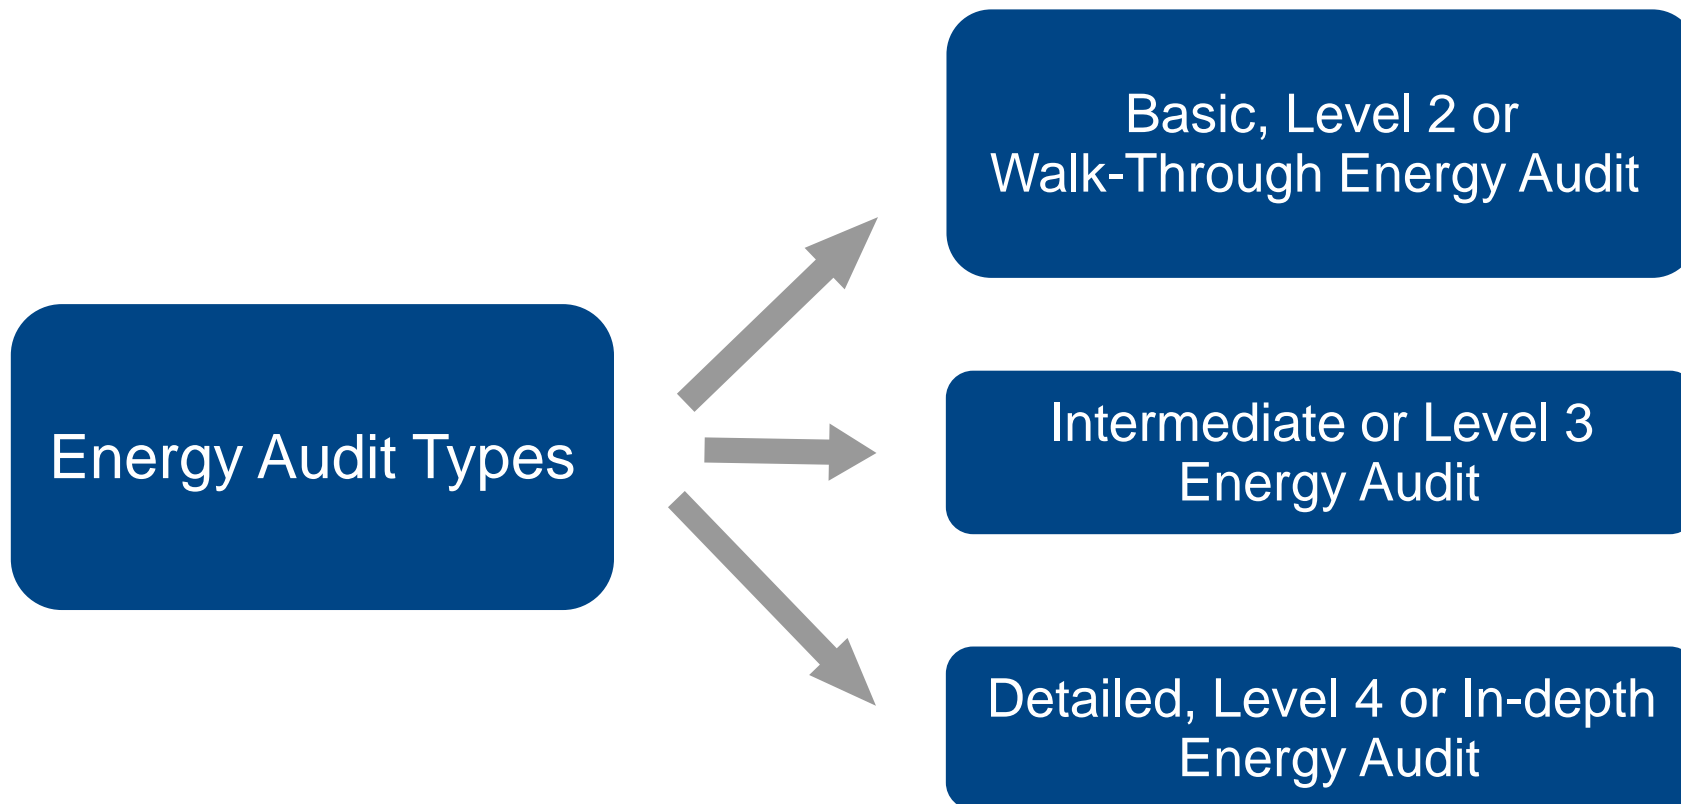 Basic, Level 2 or
Walk-Through Energy Audit
Energy Audit Types
Intermediate or Level 3
Energy Audit
Detailed, Level 4 or In-depth
Energy Audit